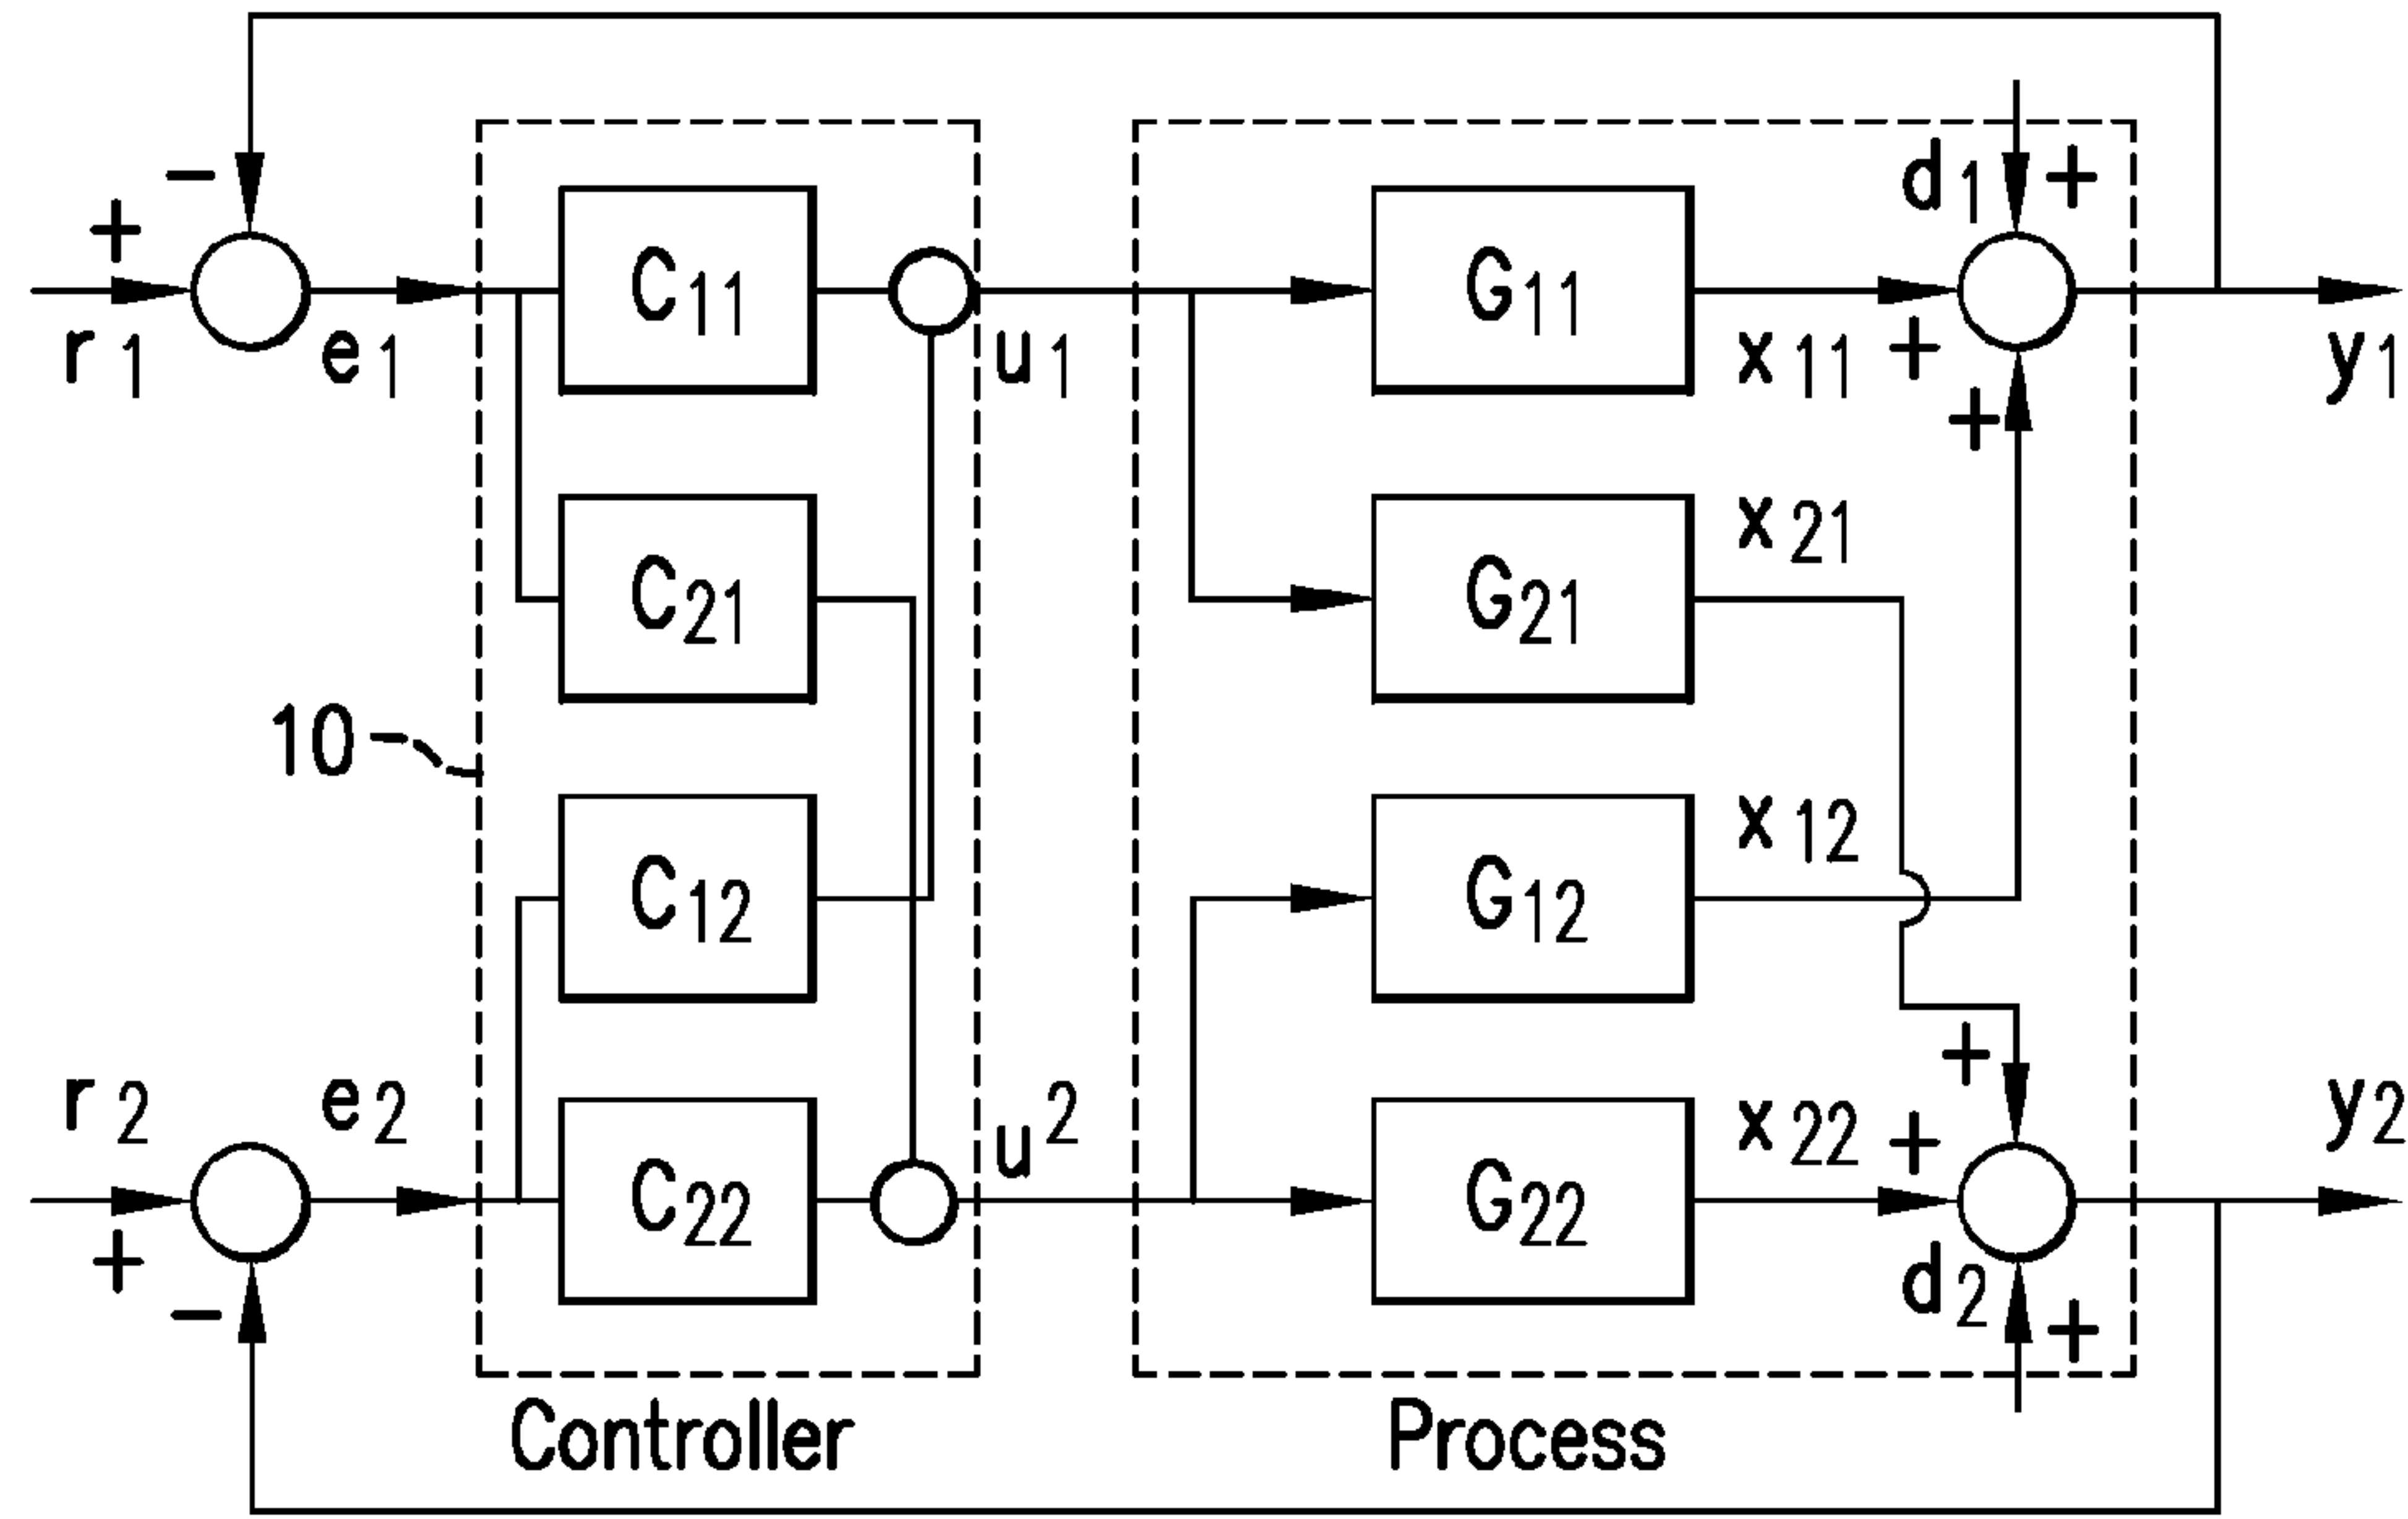 d1 +
−
+ C11 G11
r1 e1 u1 x11 + y1
+
C21 G21 x21
10
C12 G12 x12
+
r2 e2 u2 x22 + y2
C22 G22
+ d2
− +
Controller Process